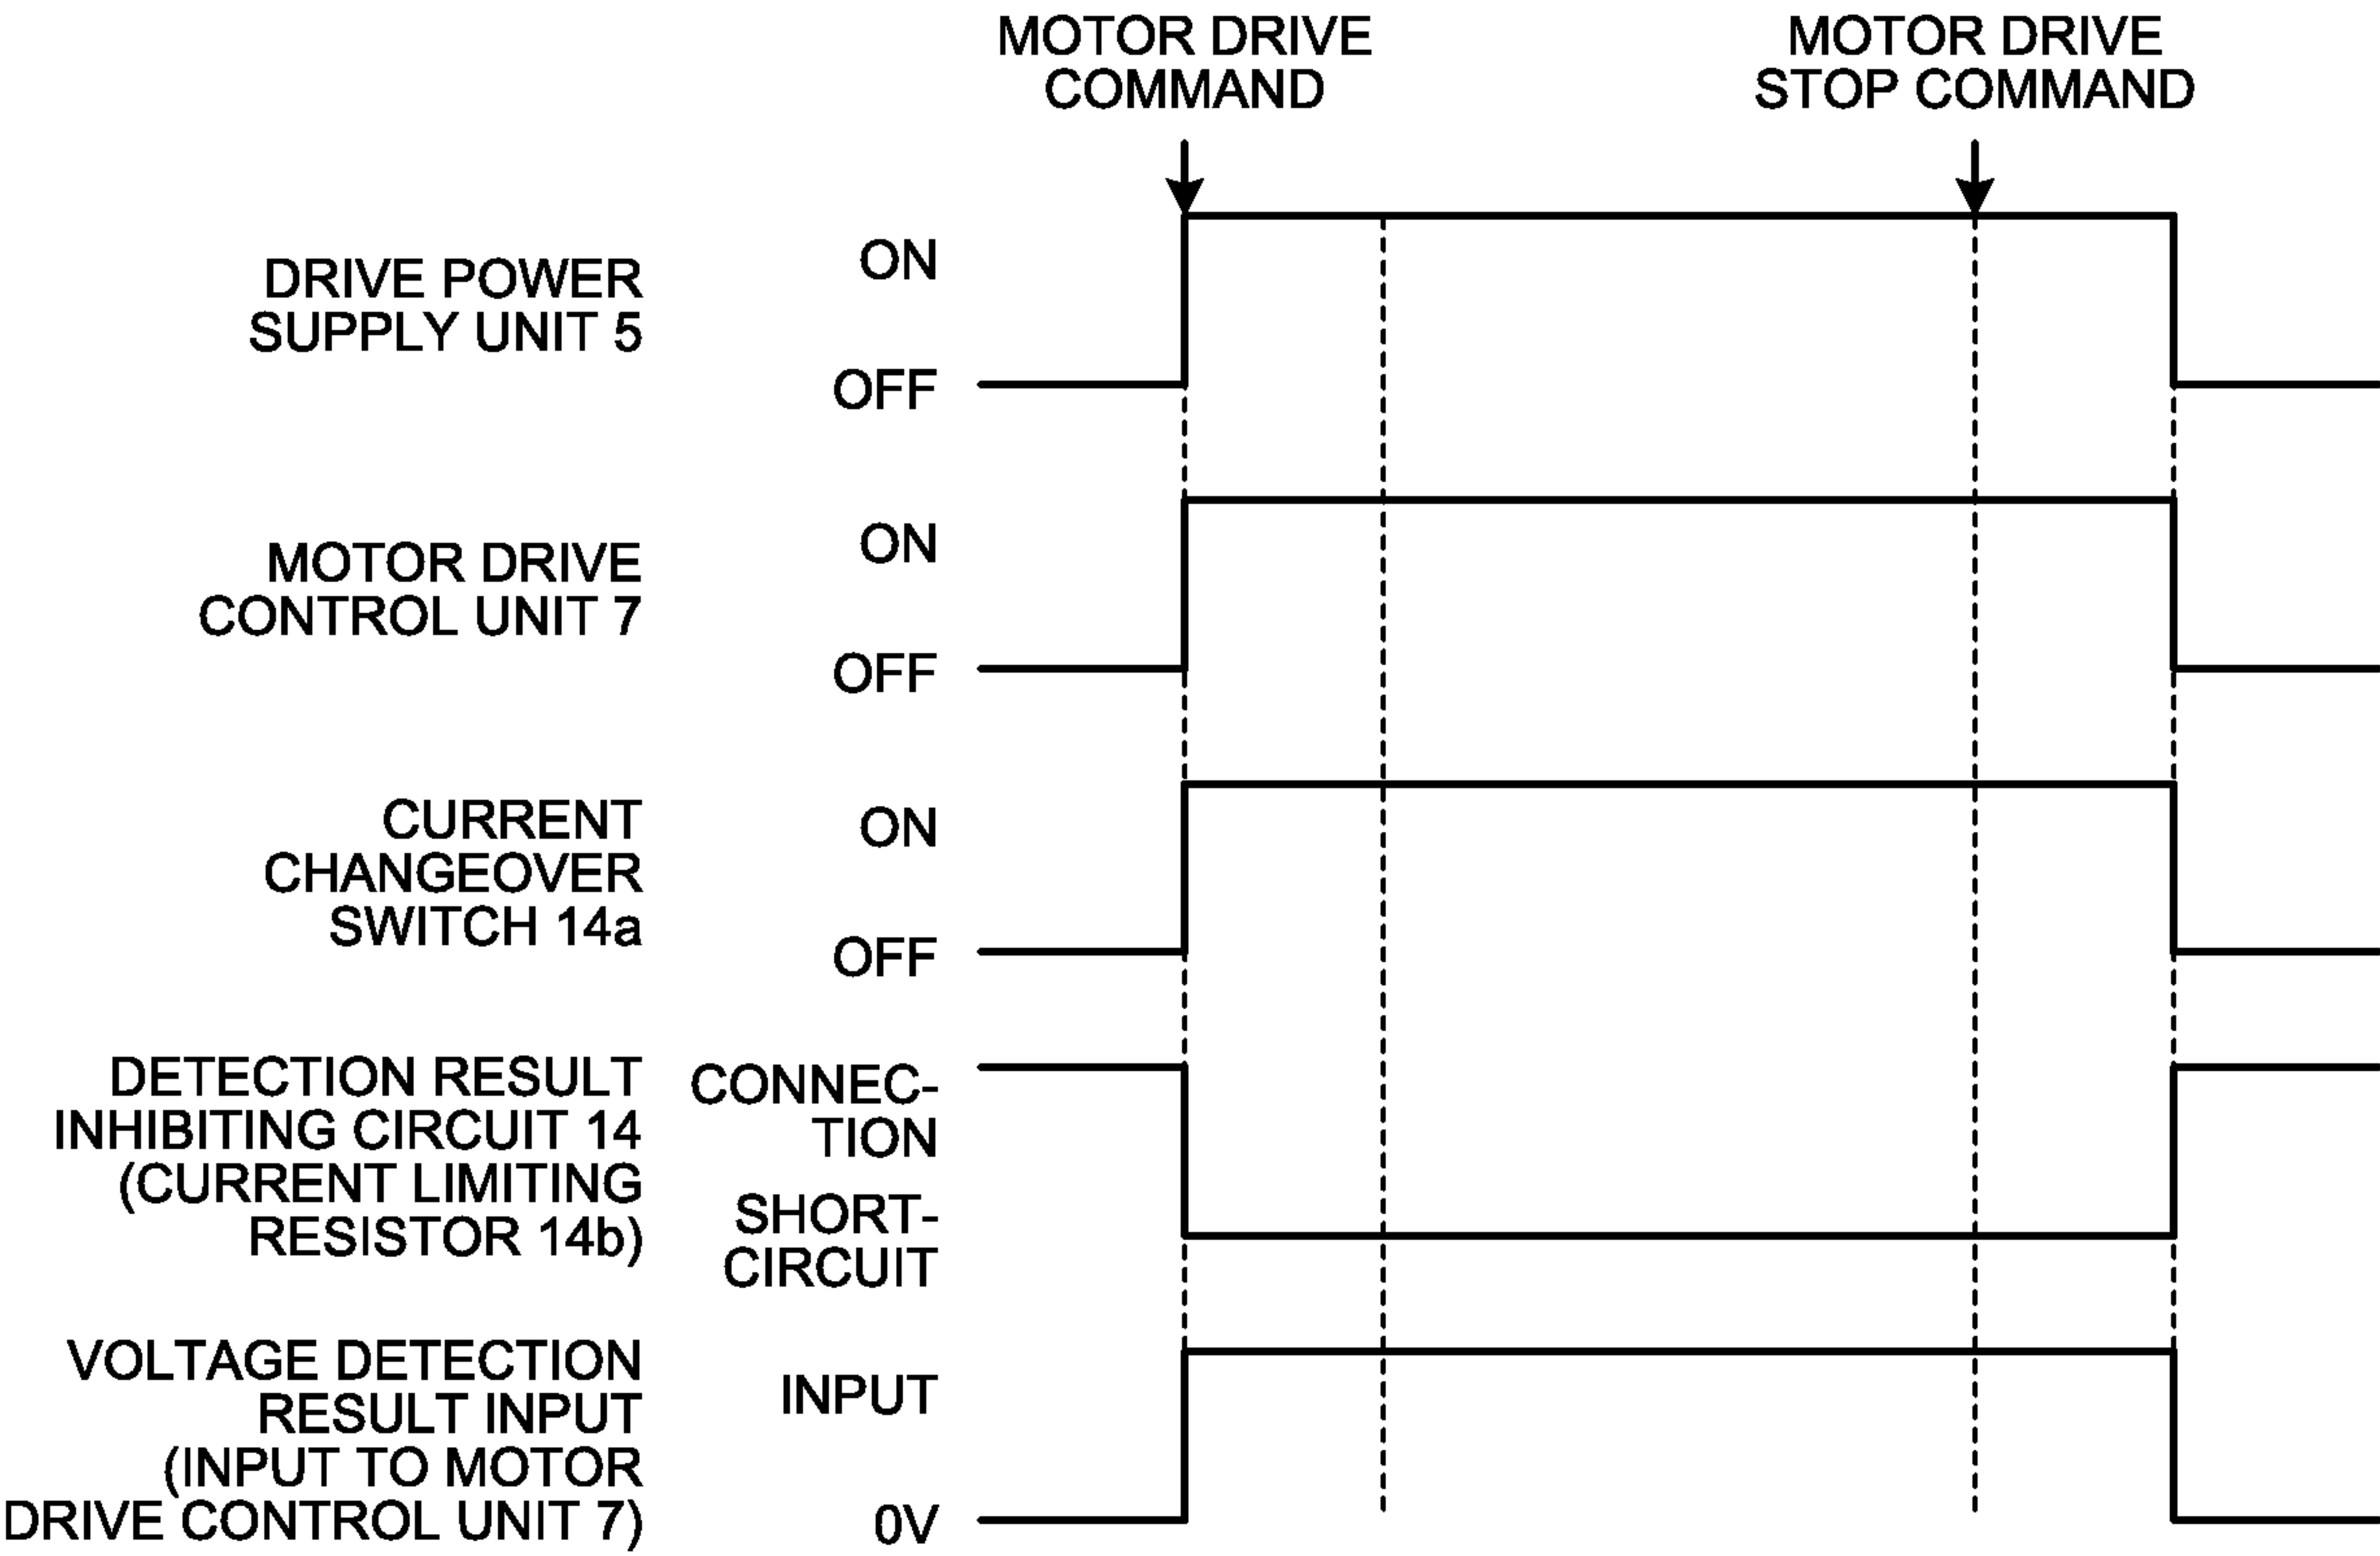 MOTOR DRIVE
COMMAND
MOTOR DRIVE
STOP COMMAND
DRIVE POWER
SUPPLY UNIT 5
ON
OFF
MOTOR DRIVE
CONTROL UNIT 7
ON
OFF
CURRENT
CHANGEOVER
SWITCH 14a
ON
OFF
DETECTION RESULT
INHIBITING CIRCUIT 14
(CURRENT LIMITING
RESISTOR 14b)
CONNEC-
TION
SHORT-
CIRCUIT
VOLTAGE DETECTION
RESULT INPUT
(INPUT TO MOTOR
DRIVE CONTROL UNIT 7)
INPUT
0V